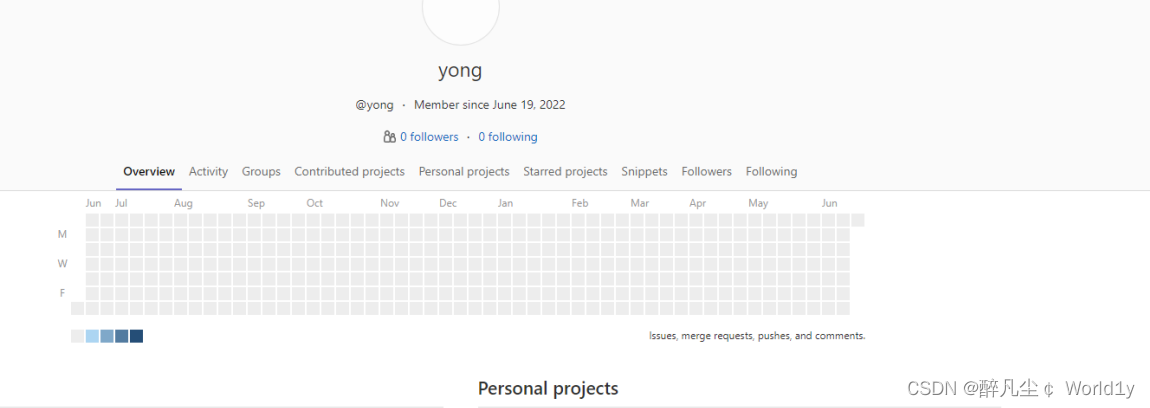 yong
@yong · Member since June 19, 2022
0 followers · 0 following
Overview Activity Groups Contributed projects Personal projects Starred projects Snippets Followers Following
Jun Jul Aug Sep Oct Nov Dec Jan Feb Mar Apr May Jun
M
W
F
Issues, merge requests, pushes, and comments.
Personal projects
CSDN @醉凡尘￠ World1y